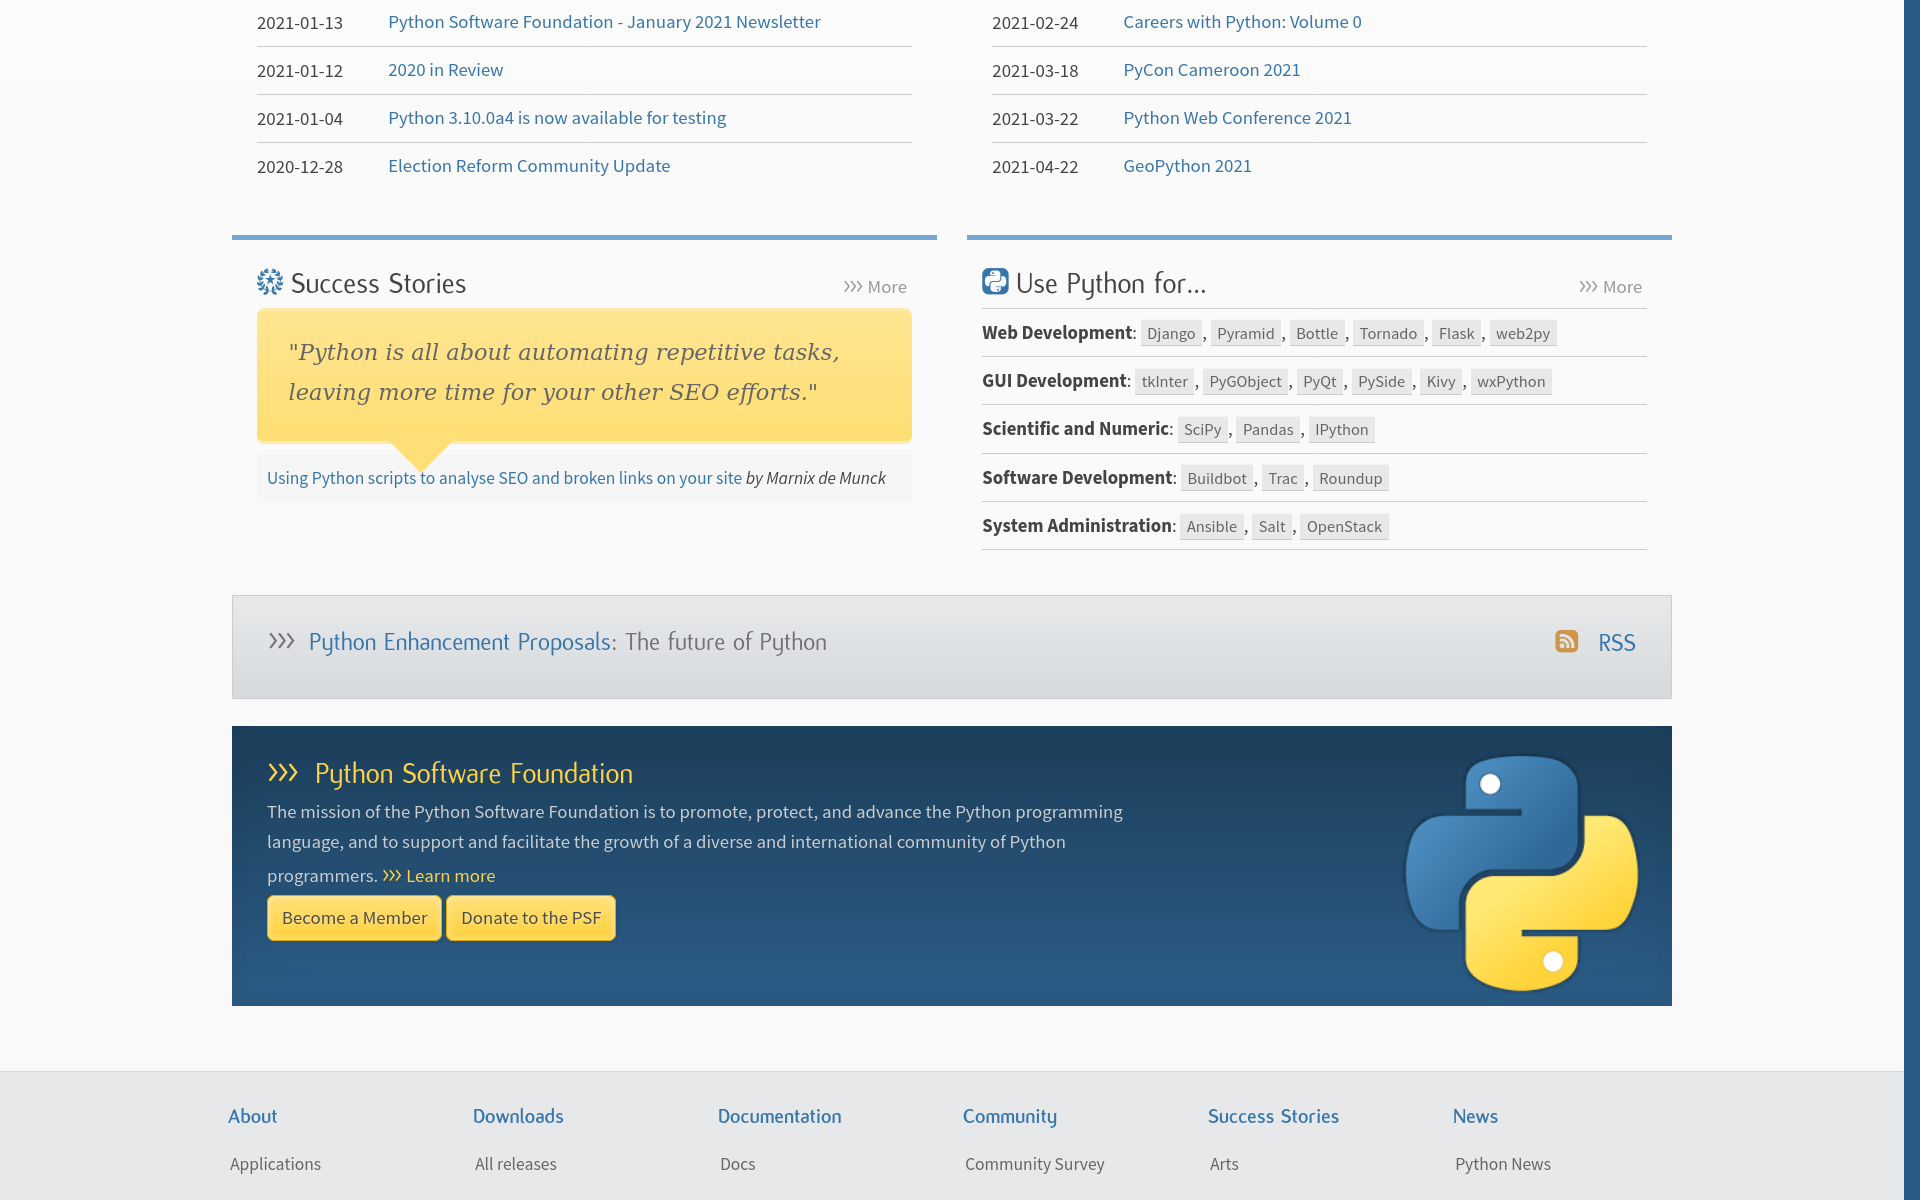 2021-01-13 Python Software Foundation - January 2021 Newsletter
2021-01-12 2020 in Review
2021-01-04 Python 3.10.0a4 is now available for testing
2020-12-28 Election Reform Community Update
2021-02-24 Careers with Python: Volume 0
2021-03-18 PyCon Cameroon 2021
2021-03-22 Python Web Conference 2021
2021-04-22 GeoPython 2021
Success Stories
>>> More
"Python is all about automating repetitive tasks,
leaving more time for your other SEO efforts."
Using Python scripts to analyse SEO and broken links on your site by Marnix de Munck
Use Python for...
>>> More
Web Development: Django, Pyramid, Bottle, Tornado, Flask, web2py
GUI Development: tkInter, PyGObject, PyQt, PySide, Kivy, wxPython
Scientific and Numeric: SciPy, Pandas, IPython
Software Development: Buildbot, Trac, Roundup
System Administration: Ansible, Salt, OpenStack
>>> Python Enhancement Proposals: The future of Python
RSS
>>> Python Software Foundation
The mission of the Python Software Foundation is to promote, protect, and advance the Python programming
language, and to support and facilitate the growth of a diverse and international community of Python
programmers. >>> Learn more
Become a Member Donate to the PSF
About Downloads Documentation Community Success Stories News
Applications All releases Docs Community Survey Arts Python News